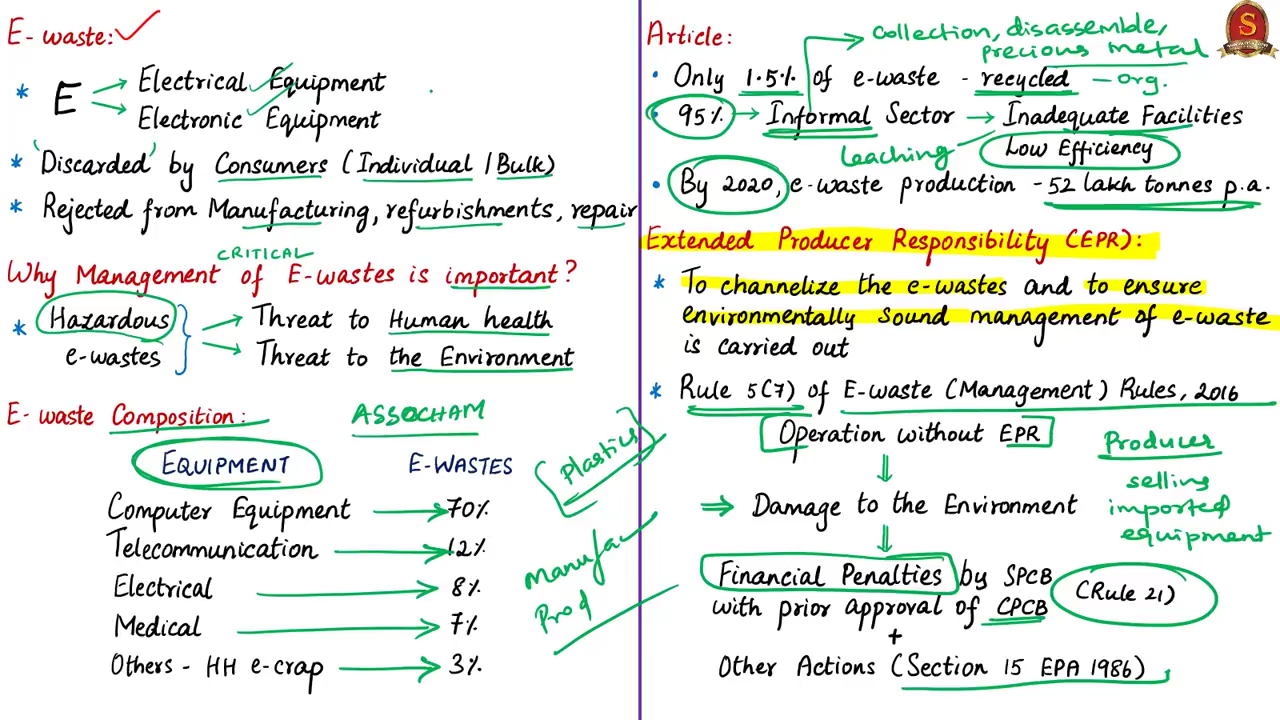 E-waste:
* E → Electrical Equipment
→ Electronic Equipment
* 'Discarded' by Consumers (Individual / Bulk)
* Rejected from Manufacturing, refurbishments, repair
CRITICAL
Why Management of E-wastes is important?
* Hazardous e-wastes → Threat to Human health
→ Threat to the Environment
E-waste Composition: ASSOCHAM
EQUIPMENT E-WASTES
Computer Equipment → 70%
Telecommunication → 12%
Electrical → 8%
Medical → 7%
Others - HH e-crap → 3%
Plastics
Manufac
Prod
Article:
collection, disassemble,
precious metal
• Only 1.5% of e-waste - recycled - org.
• 95% → Informal Sector → Inadequate Facilities
leaching Low Efficiency
• By 2020, e-waste production - 52 lakh tonnes p.a.
Extended Producer Responsibility (EPR):
* To channelize the e-wastes and to ensure
environmentally sound management of e-waste
is carried out
* Rule 5(7) of E-waste (Management) Rules, 2016
Operation without EPR
⇓
⇒ Damage to the Environment
⇓
Financial Penalties by SPCB
with prior approval of CPCB
(Rule 21)
+
Other Actions (Section 15 EPA 1986)
Producer
selling
imported
equipment
S